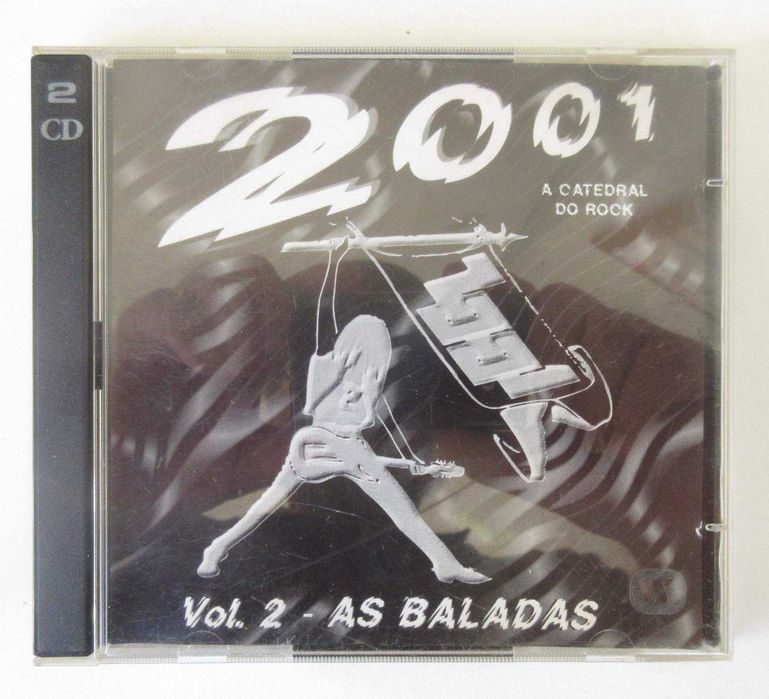 2
CD
2001
A CATEDRAL
DO ROCK
Vol. 2 - AS BALADAS